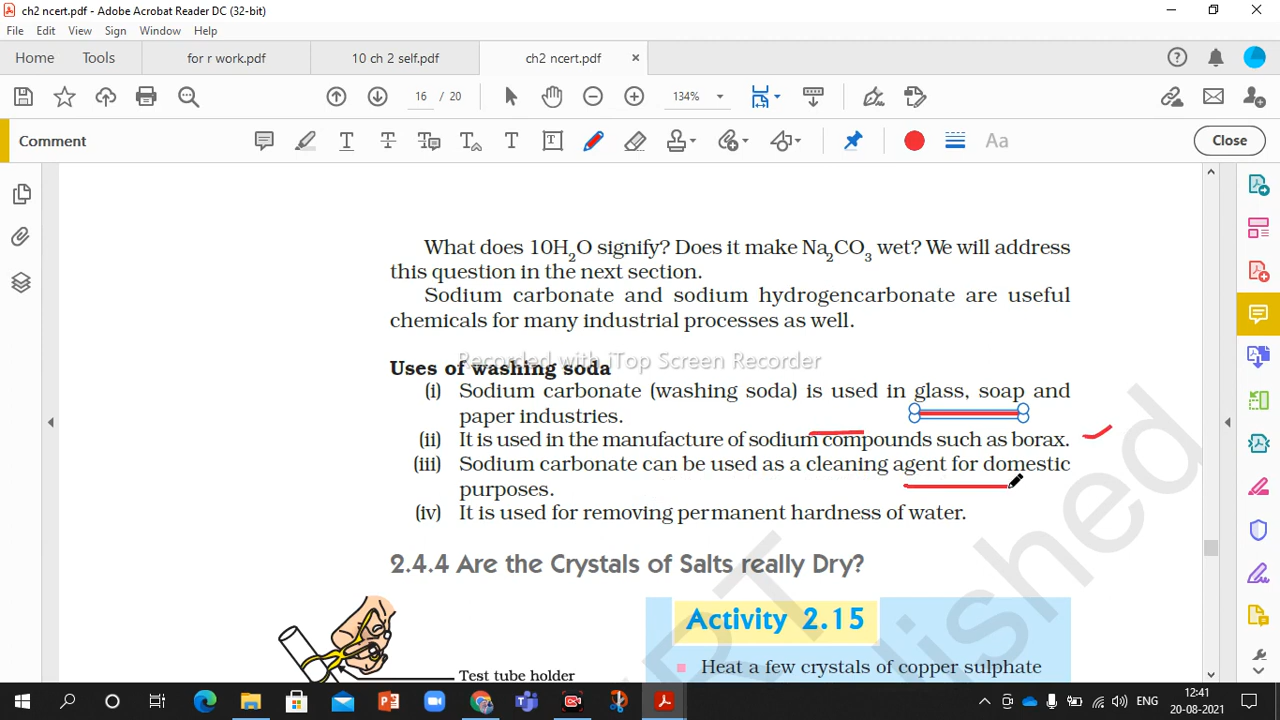 ch2 ncert.pdf - Adobe Acrobat Reader DC (32-bit)
File Edit View Sign Window Help
Home Tools for r work.pdf 10 ch 2 self.pdf ch2 ncert.pdf
16 / 20 134%
Comment Aa Close
What does 10H₂O signify? Does it make Na₂CO₃ wet? We will address
this question in the next section.
Sodium carbonate and sodium hydrogencarbonate are useful
chemicals for many industrial processes as well.
Recorded with iTop Screen Recorder
Uses of washing soda
(i) Sodium carbonate (washing soda) is used in glass, soap and
paper industries.
(ii) It is used in the manufacture of sodium compounds such as borax.
(iii) Sodium carbonate can be used as a cleaning agent for domestic
purposes.
(iv) It is used for removing permanent hardness of water.
2.4.4 Are the Crystals of Salts really Dry?
Activity 2.15
Heat a few crystals of copper sulphate
Test tube holder
ENG
12:41
20-08-2021